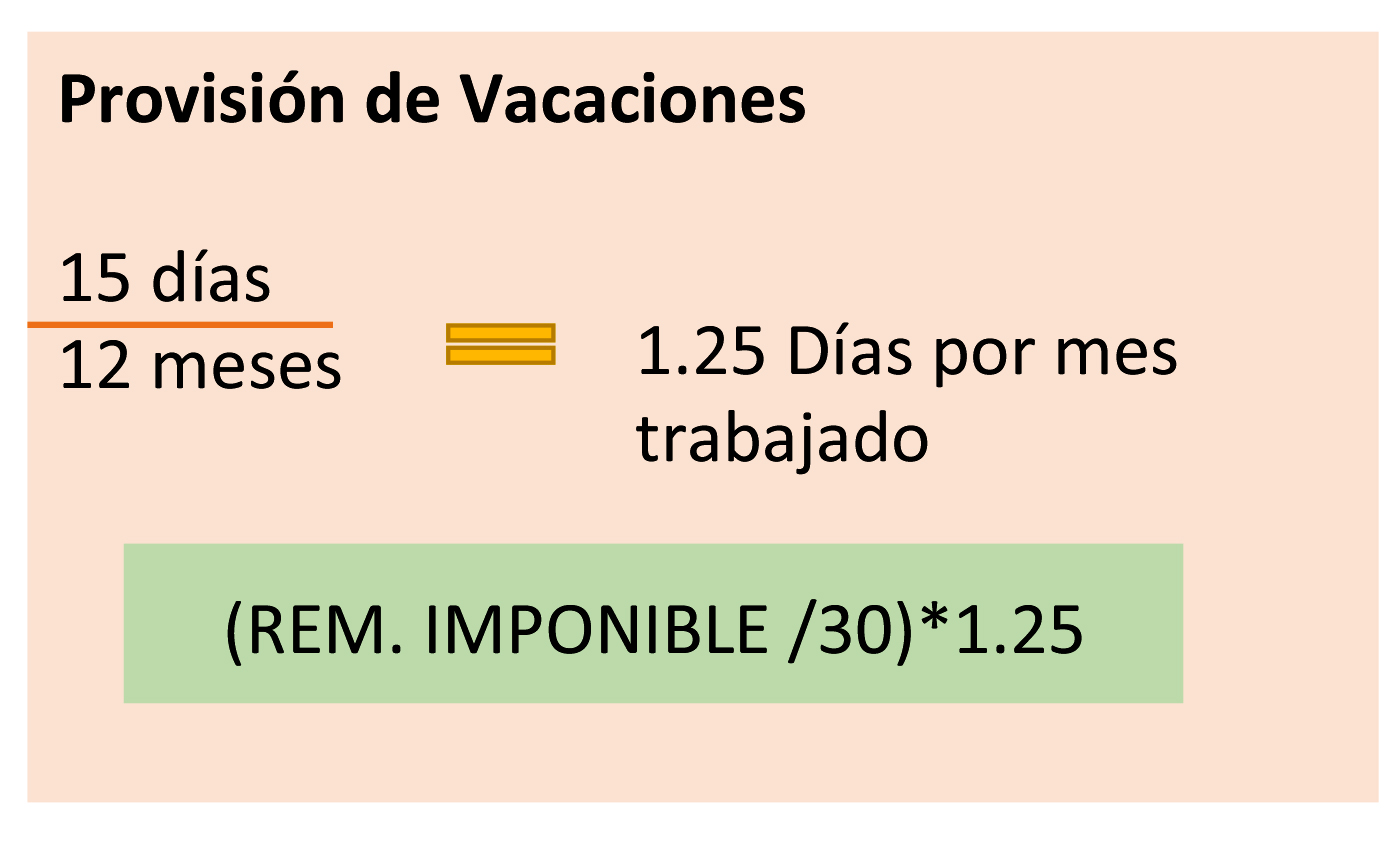 Provisión de Vacaciones
15 días
12 meses
1.25 Días por mes
trabajado
(REM. IMPONIBLE /30)*1.25